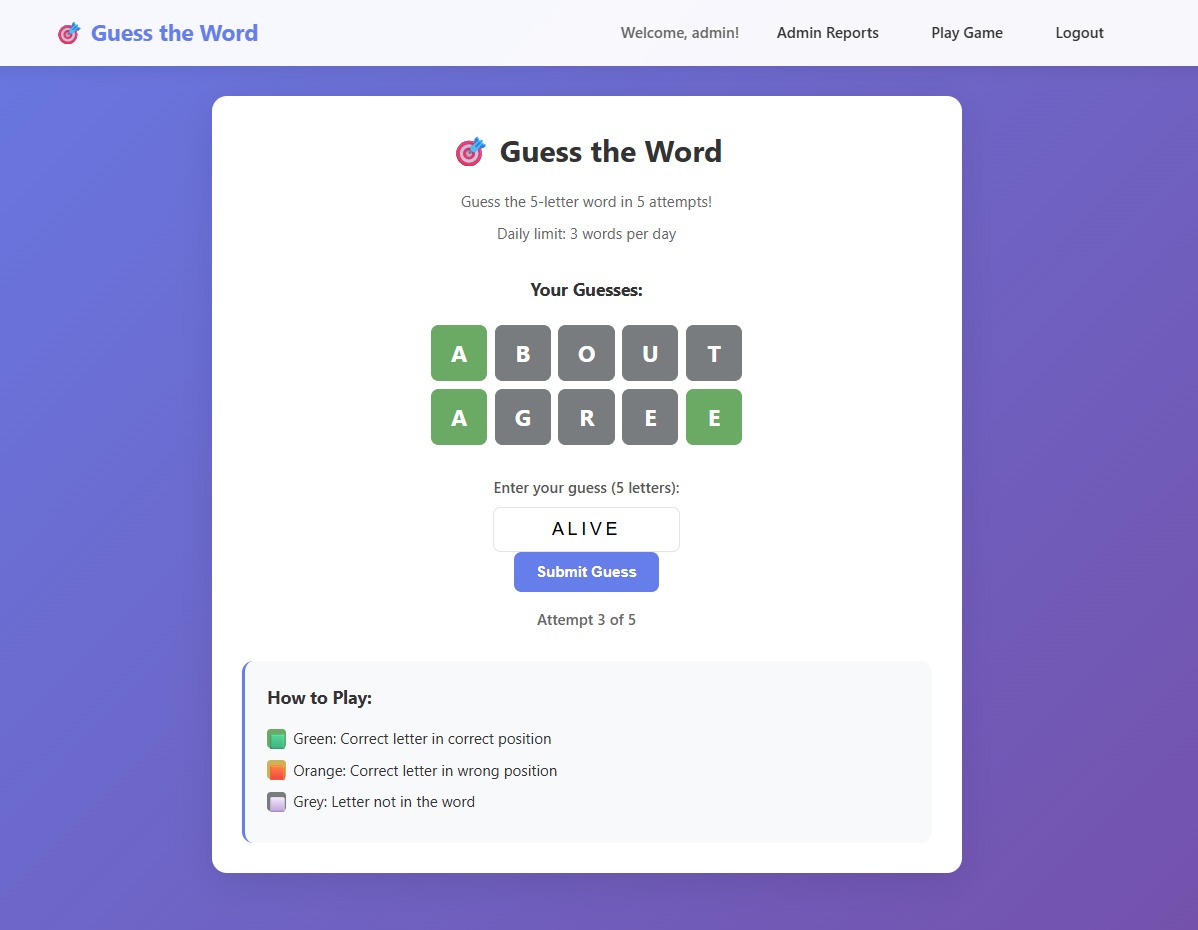 Guess the Word
Welcome, admin! Admin Reports Play Game Logout
Guess the Word
Guess the 5-letter word in 5 attempts!
Daily limit: 3 words per day
Your Guesses:
A B O U T
A G R E E
Enter your guess (5 letters):
ALIVE
Submit Guess
Attempt 3 of 5
How to Play:
Green: Correct letter in correct position
Orange: Correct letter in wrong position
Grey: Letter not in the word